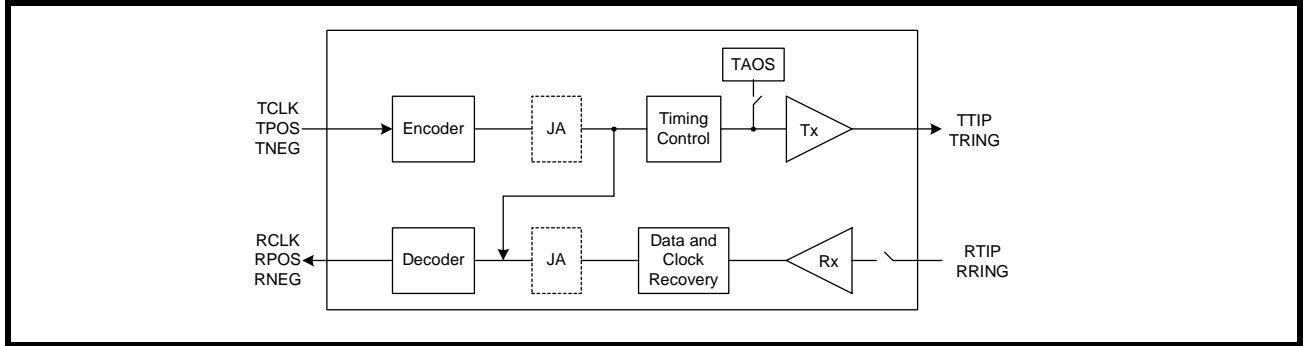 TAOS
TCLK
TPOS
TNEG
Encoder
JA
Timing
Control
Tx
TTIP
TRING
RCLK
RPOS
RNEG
Decoder
JA
Data and
Clock
Recovery
Rx
RTIP
RRING